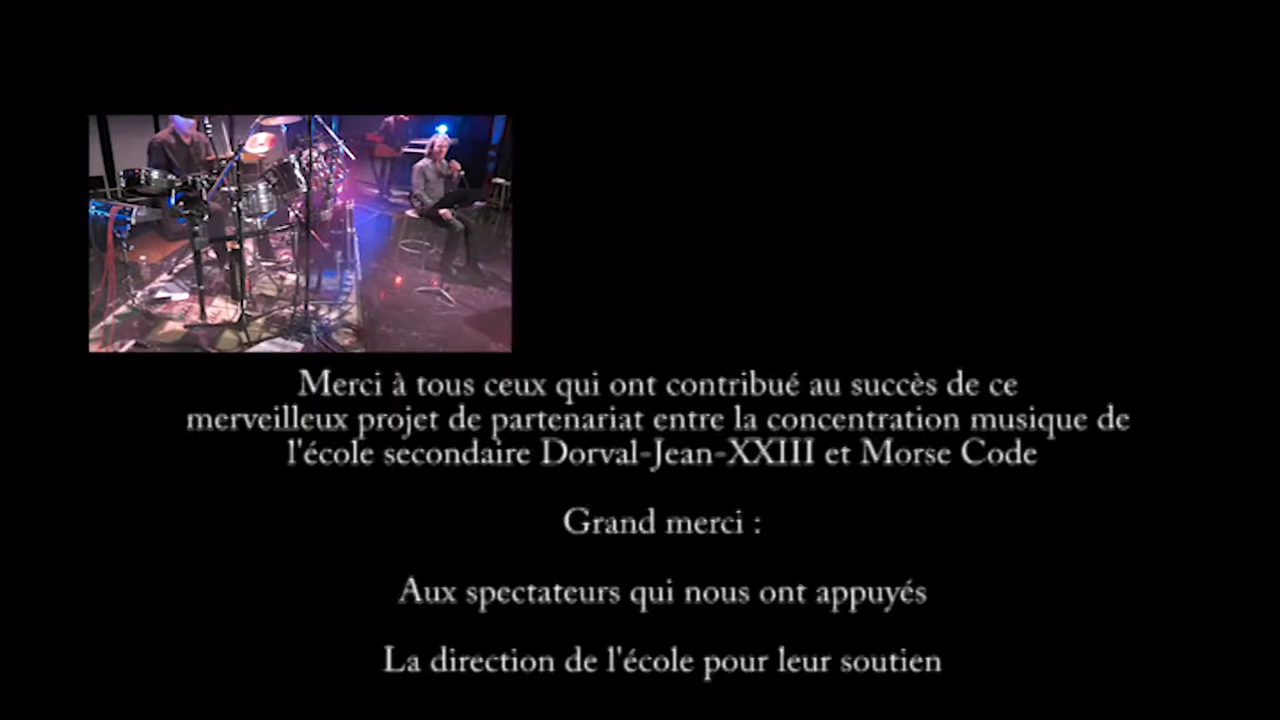 Merci à tous ceux qui ont contribué au succès de ce
merveilleux projet de partenariat entre la concentration musique de
l'école secondaire Dorval-Jean-XXIII et Morse Code
Grand merci :
Aux spectateurs qui nous ont appuyés
La direction de l'école pour leur soutien